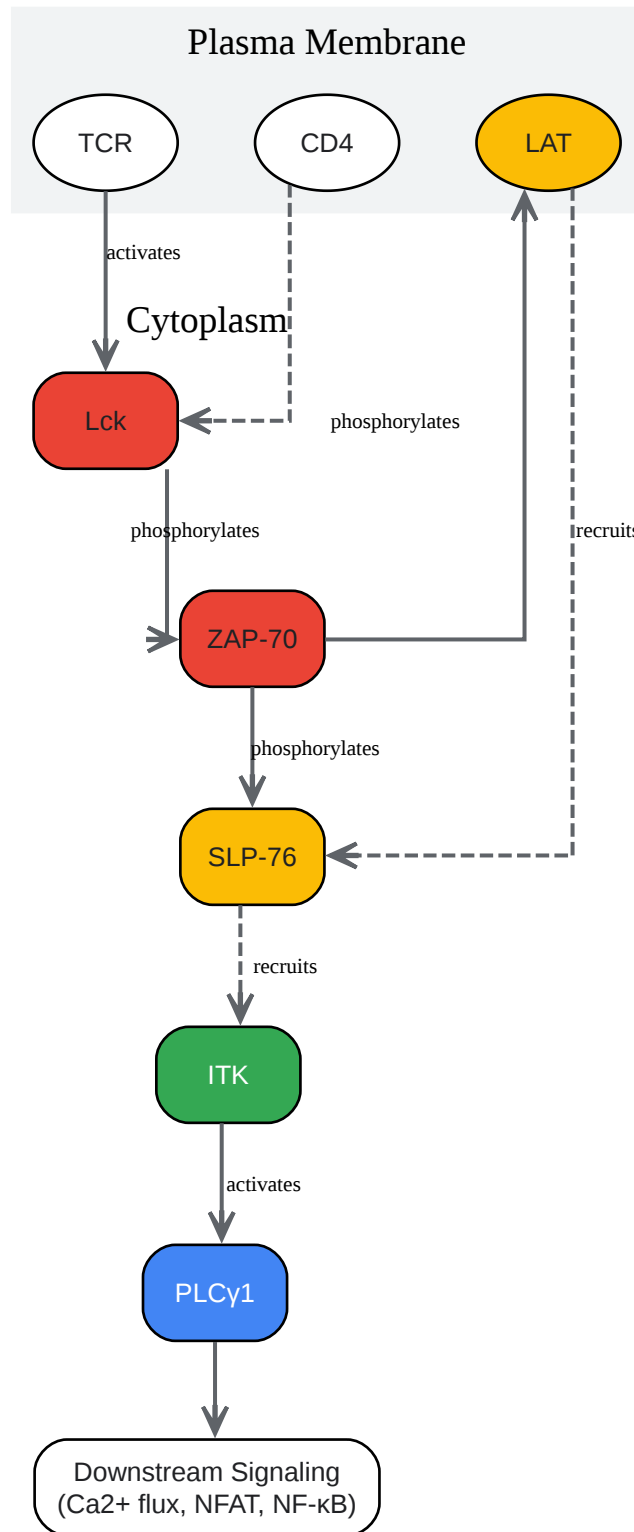 Plasma Membrane
TCR
CD4
LAT
activates
Cytoplasm
Lck
phosphorylates
phosphorylates
recruits
ZAP-70
phosphorylates
SLP-76
recruits
ITK
activates
PLCγ1
Downstream Signaling
(Ca2+ flux, NFAT, NF-κB)